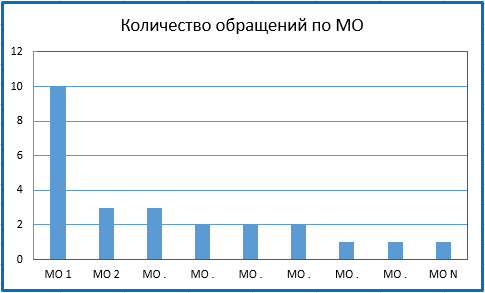 Количество обращений по МО
12
10
8
6
4
2
0
МО 1
МО 2
МО .
МО .
МО .
МО .
МО .
МО .
МО N